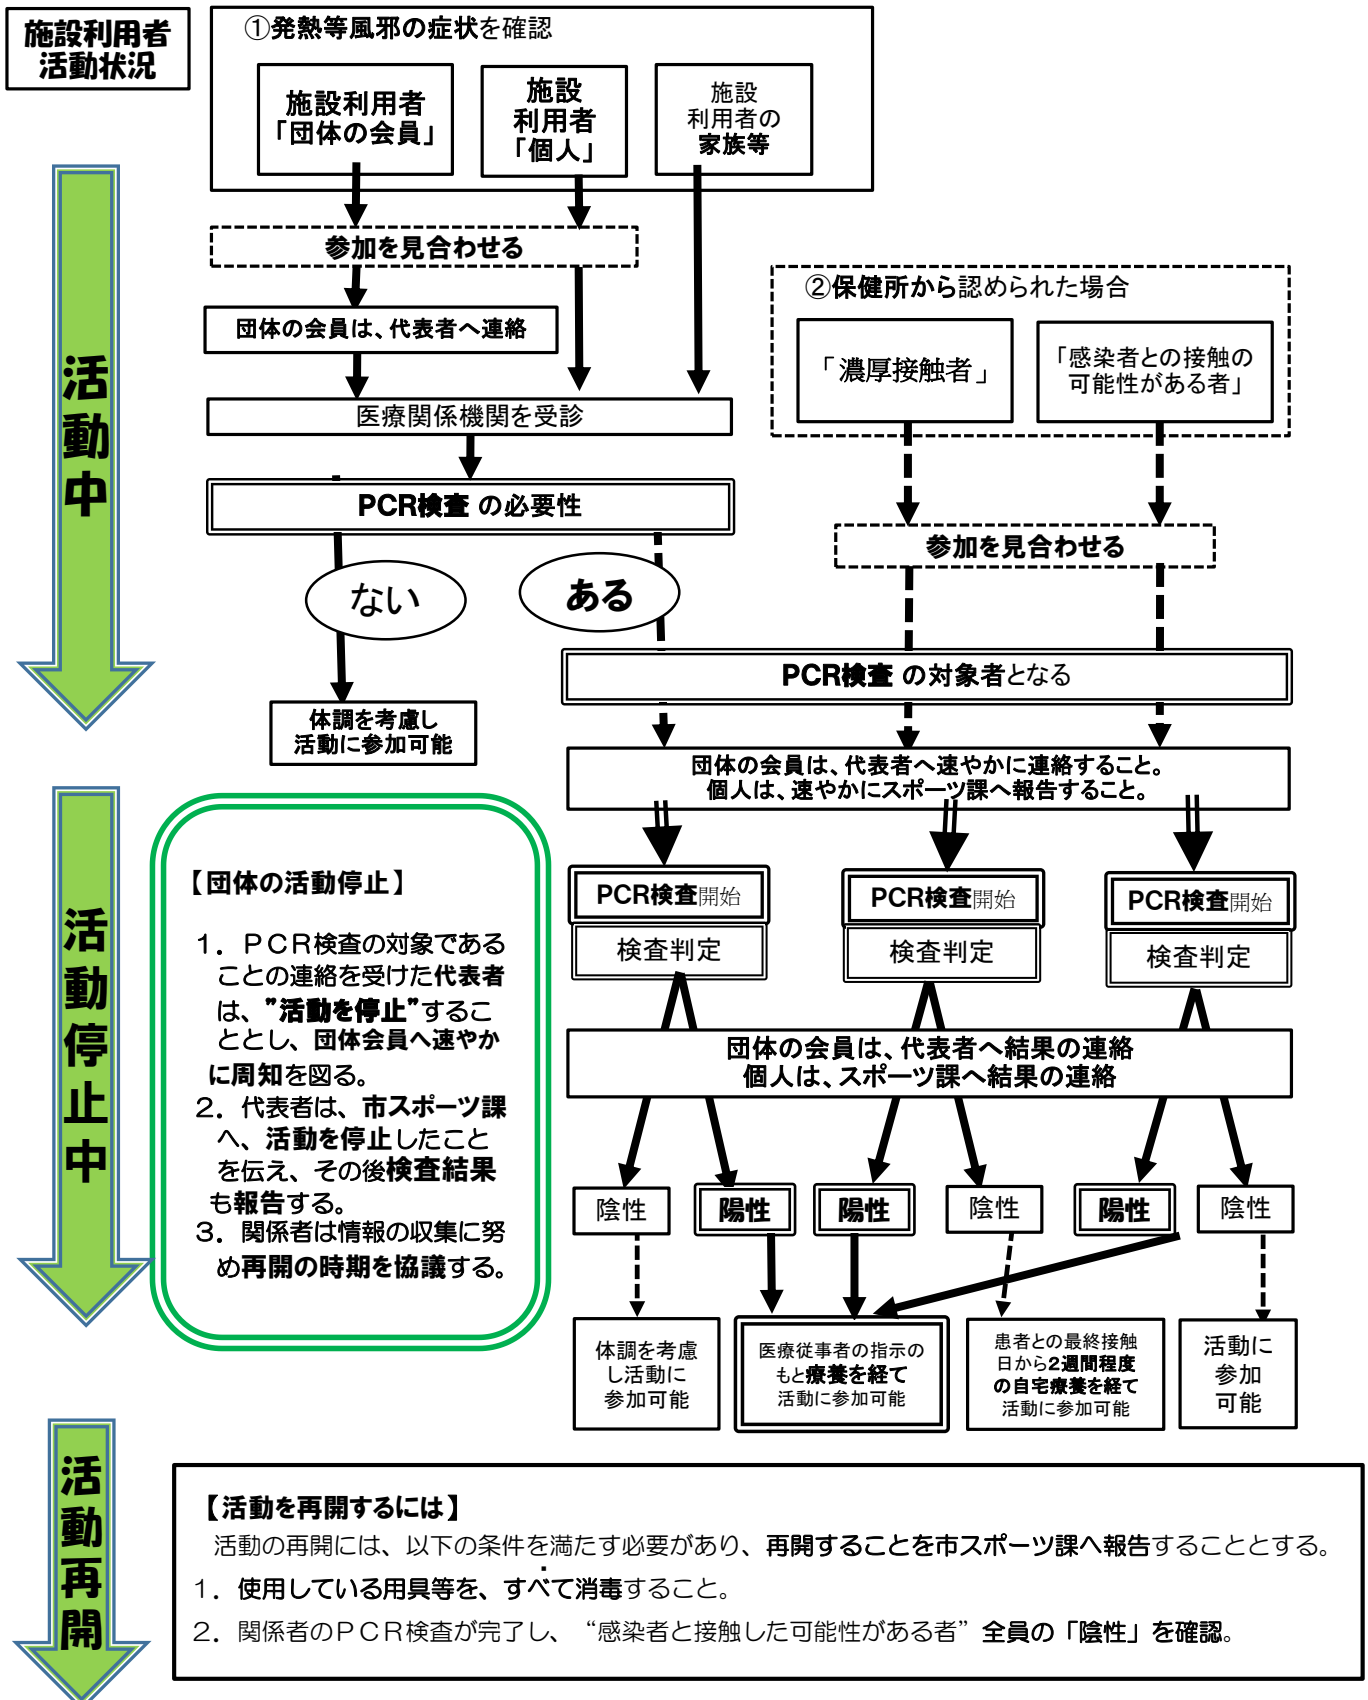 施設利用者
活動状況
①発熱等風邪の症状を確認
施設利用者
「団体の会員」
施設
利用者
「個人」
施設
利用者の
家族等
参加を見合わせる
団体の会員は、代表者へ連絡
医療関係機関を受診
PCR検査 の必要性
ない
ある
体調を考慮し
活動に参加可能
②保健所から認められた場合
「濃厚接触者」
「感染者との接触の
可能性がある者」
参加を見合わせる
PCR検査 の対象者となる
団体の会員は、代表者へ速やかに連絡すること。
個人は、速やかにスポーツ課へ報告すること。
PCR検査開始
検査判定
PCR検査開始
検査判定
PCR検査開始
検査判定
団体の会員は、代表者へ結果の連絡
個人は、スポーツ課へ結果の連絡
陰性
陽性
陽性
陰性
陽性
陰性
体調を考慮
し活動に
参加可能
医療従事者の指示の
もと療養を経て
活動に参加可能
患者との最終接触
日から2週間程度
の自宅療養を経て
活動に参加可能
活動に
参加
可能
活動中
活動停止中
活動再開
【団体の活動停止】
1．ＰＣＲ検査の対象である
ことの連絡を受けた代表者
は、”活動を停止”するこ
ととし、団体会員へ速やか
に周知を図る。
2．代表者は、市スポーツ課
へ、活動を停止したこと
を伝え、その後検査結果
も報告する。
3．関係者は情報の収集に努
め再開の時期を協議する。
【活動を再開するには】
活動の再開には、以下の条件を満たす必要があり、再開することを市スポーツ課へ報告することとする。
1．使用している用具等を、すべて消毒すること。
2．関係者のＰＣＲ検査が完了し、“感染者と接触した可能性がある者”全員の「陰性」を確認。